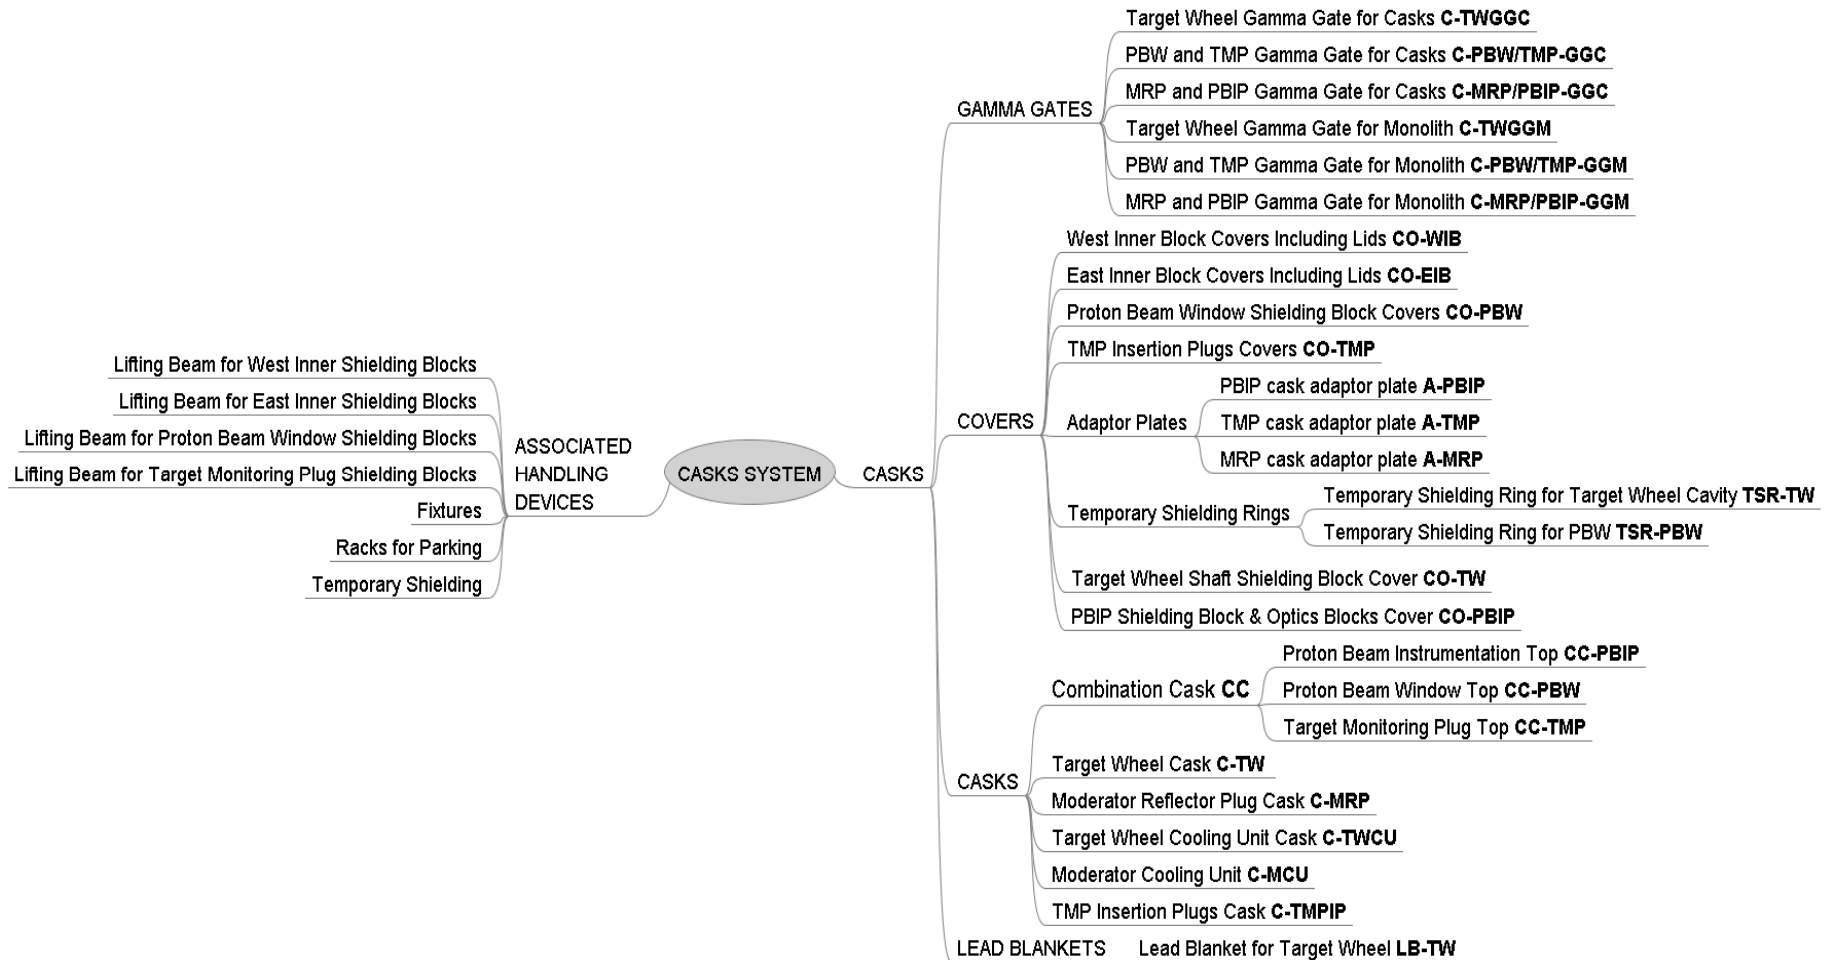 Lifting Beam for West Inner Shielding Blocks
Lifting Beam for East Inner Shielding Blocks
Lifting Beam for Proton Beam Window Shielding Blocks
Lifting Beam for Target Monitoring Plug Shielding Blocks
Fixtures
Racks for Parking
Temporary Shielding
ASSOCIATED
HANDLING
DEVICES
CASKS SYSTEM
CASKS
GAMMA GATES
Target Wheel Gamma Gate for Casks C-TWGGC
PBW and TMP Gamma Gate for Casks C-PBW/TMP-GGC
MRP and PBIP Gamma Gate for Casks C-MRP/PBIP-GGC
Target Wheel Gamma Gate for Monolith C-TWGGM
PBW and TMP Gamma Gate for Monolith C-PBW/TMP-GGM
MRP and PBIP Gamma Gate for Monolith C-MRP/PBIP-GGM
COVERS
West Inner Block Covers Including Lids CO-WIB
East Inner Block Covers Including Lids CO-EIB
Proton Beam Window Shielding Block Covers CO-PBW
TMP Insertion Plugs Covers CO-TMP
Adaptor Plates
PBIP cask adaptor plate A-PBIP
TMP cask adaptor plate A-TMP
MRP cask adaptor plate A-MRP
Temporary Shielding Rings
Temporary Shielding Ring for Target Wheel Cavity TSR-TW
Temporary Shielding Ring for PBW TSR-PBW
Target Wheel Shaft Shielding Block Cover CO-TW
PBIP Shielding Block & Optics Blocks Cover CO-PBIP
CASKS
Combination Cask CC
Proton Beam Instrumentation Top CC-PBIP
Proton Beam Window Top CC-PBW
Target Monitoring Plug Top CC-TMP
Target Wheel Cask C-TW
Moderator Reflector Plug Cask C-MRP
Target Wheel Cooling Unit Cask C-TWCU
Moderator Cooling Unit C-MCU
TMP Insertion Plugs Cask C-TMPIP
LEAD BLANKETS
Lead Blanket for Target Wheel LB-TW